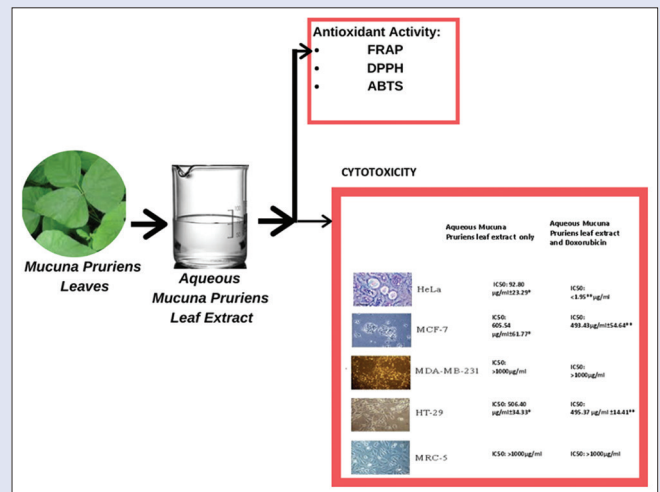 Antioxidant Activity:
• FRAP
• DPPH
• ABTS
CYTOTOXICITY
Mucuna Pruriens
Leaves
Aqueous
Mucuna Pruriens
Leaf Extract
Aqueous Mucuna
Pruriens leaf extract only
Aqueous Mucuna
Pruriens leaf extract
and Doxorubicin
HeLa
IC50: 92.80
µg/ml±23.29*
IC50:
<1.95**µg/ml
MCF-7
IC50:
605.54
µg/ml±61.77*
IC50:
493.43µg/ml±54.64**
MDA-MB-231
IC50:
>1000µg/ml
IC50:
>1000µg/ml
HT-29
IC50: 506.40
µg/ml±34.33*
IC50:
495.37 µg/ml ±14.41**
MRC-5
IC50: >1000µg/ml
IC50: >1000µg/ml